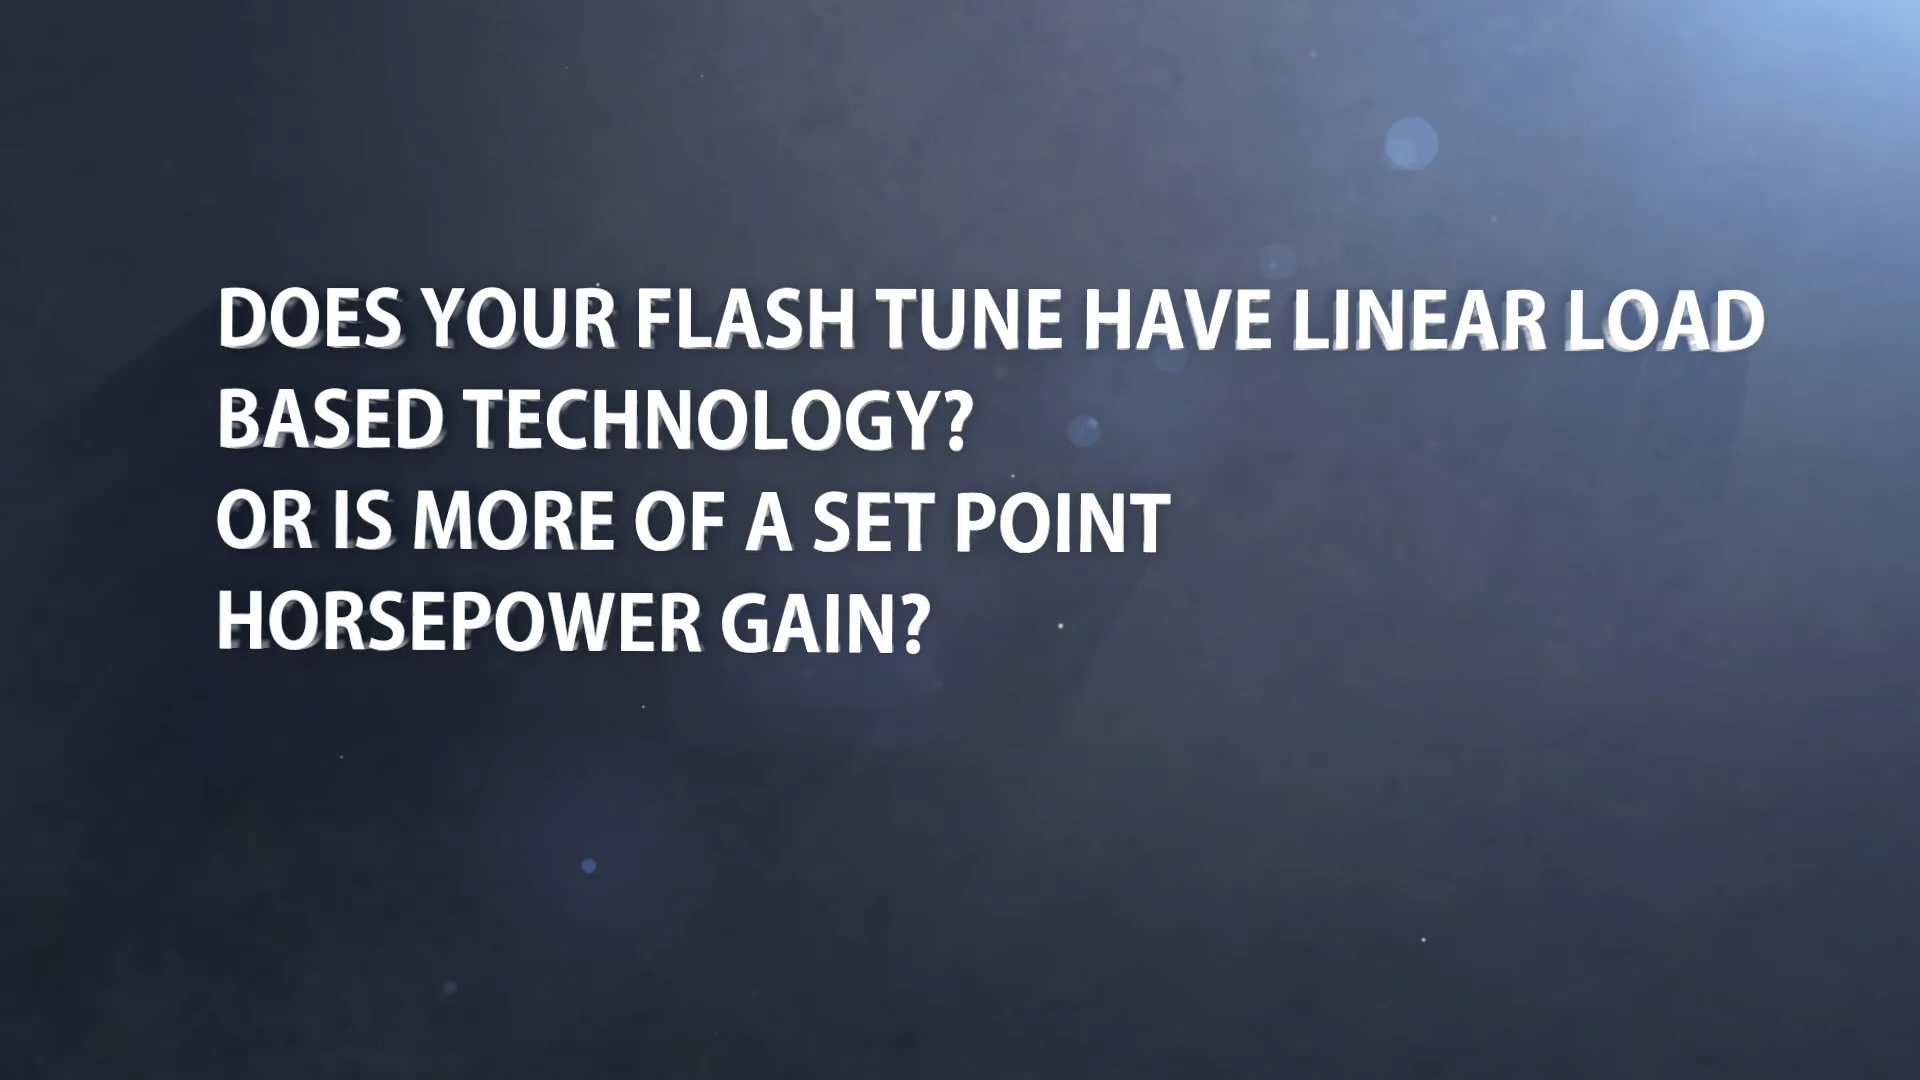 DOES YOUR FLASH TUNE HAVE LINEAR LOAD
BASED TECHNOLOGY?
OR IS MORE OF A SET POINT
HORSEPOWER GAIN?